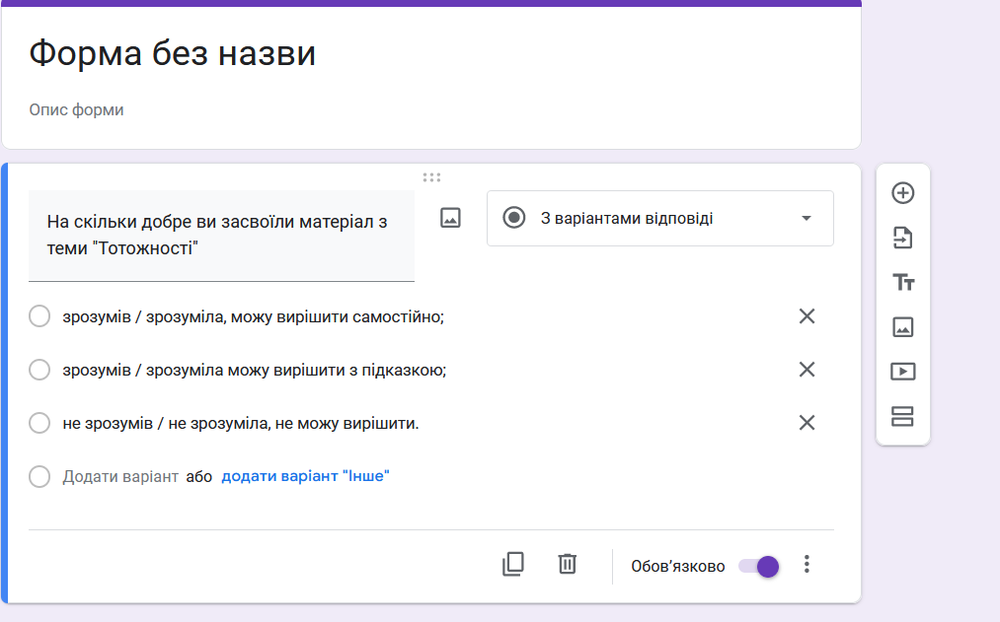 Форма без назви
Опис форми
На скільки добре ви засвоїли матеріал з
теми "Тотожності"
З варіантами відповіді
зрозумів / зрозуміла, можу вирішити самостійно;
зрозумів / зрозуміла можу вирішити з підказкою;
не зрозумів / не зрозуміла, не можу вирішити.
Додати варіант або додати варіант "Інше"
Обов’язково
Тт